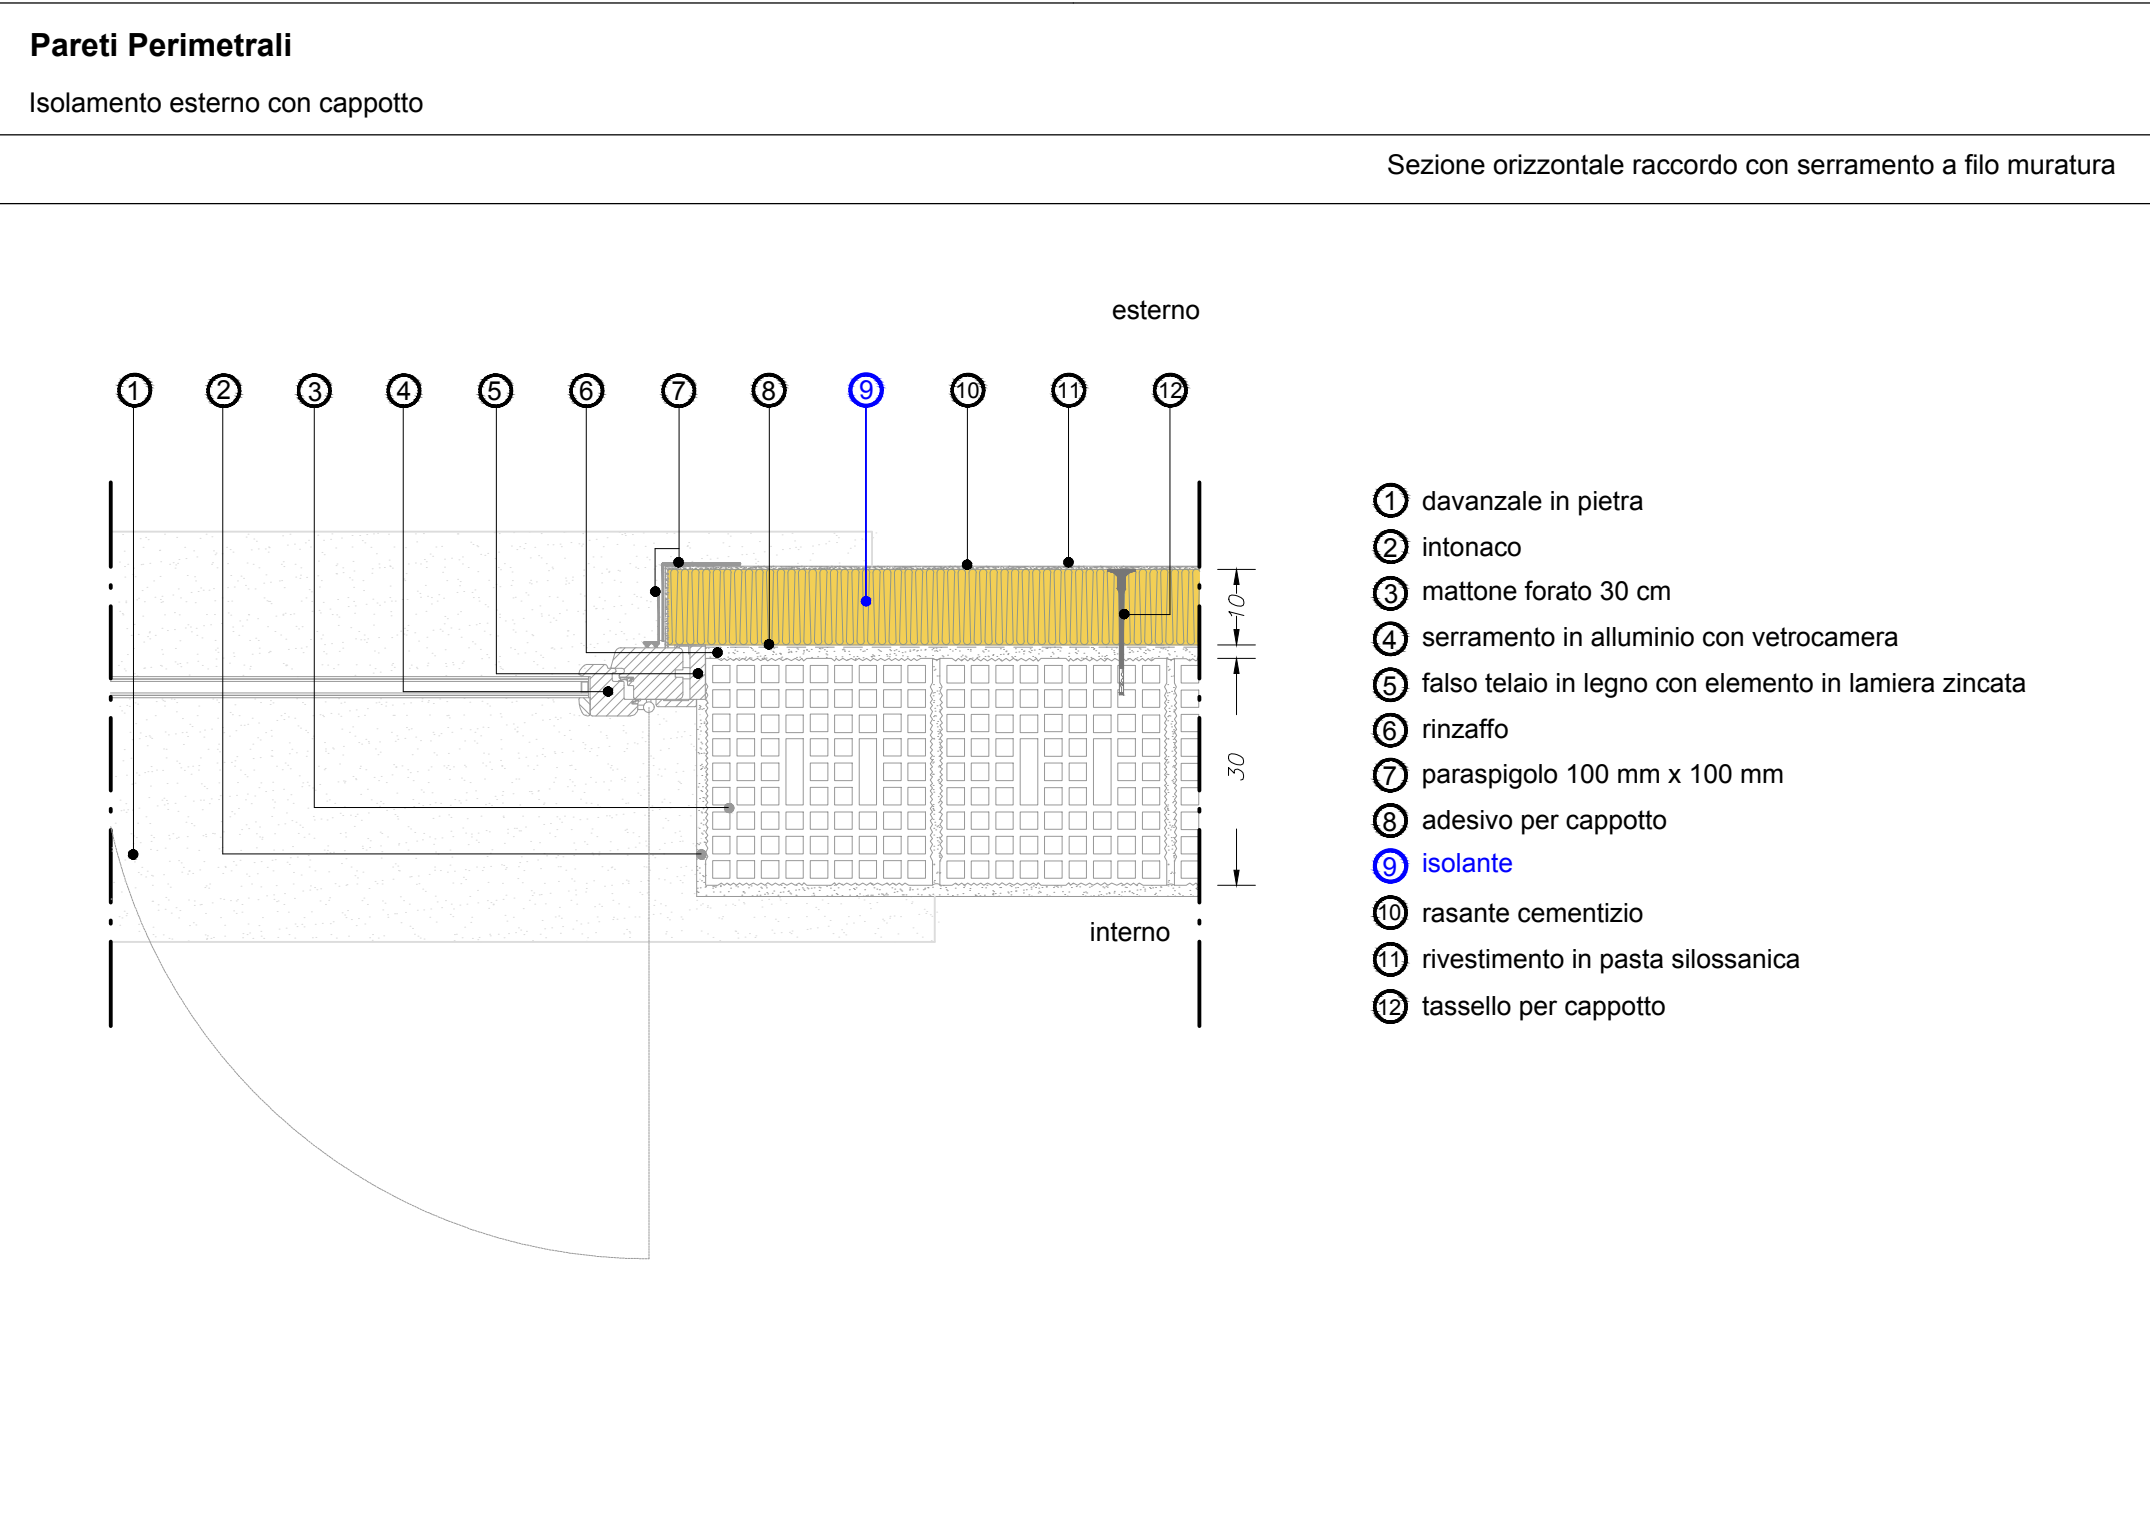 Pareti Perimetrali
Isolamento esterno con cappotto
Sezione orizzontale raccordo con serramento a filo muratura
esterno
1 2 3 4 5 6 7 8 9 10 11 12
10
30
interno
1 davanzale in pietra
2 intonaco
3 mattone forato 30 cm
4 serramento in alluminio con vetrocamera
5 falso telaio in legno con elemento in lamiera zincata
6 rinzaffo
7 paraspigolo 100 mm x 100 mm
8 adesivo per cappotto
9 isolante
10 rasante cementizio
11 rivestimento in pasta silossanica
12 tassello per cappotto